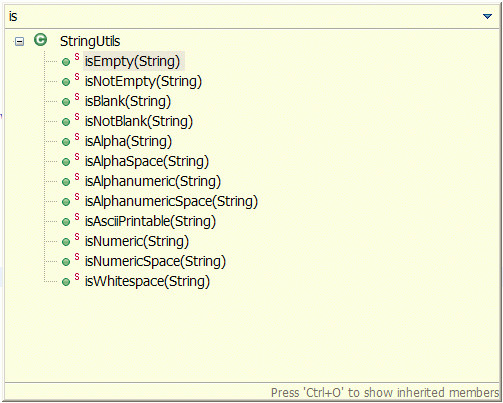 is
C StringUtils
S isEmpty(String)
S isNotEmpty(String)
S isBlank(String)
S isNotBlank(String)
S isAlpha(String)
S isAlphaSpace(String)
S isAlphanumeric(String)
S isAlphanumericSpace(String)
S isAsciiPrintable(String)
S isNumeric(String)
S isNumericSpace(String)
S isWhitespace(String)
Press 'Ctrl+O' to show inherited members